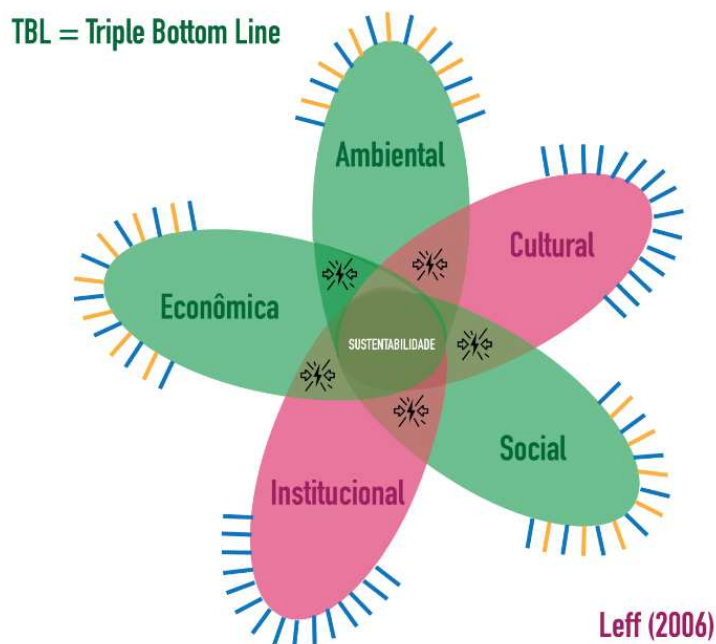 TBL = Triple Bottom Line
Ambiental
Cultural
Econômica
SUSTENTABILIDADE
Social
Institucional
Leff (2006)